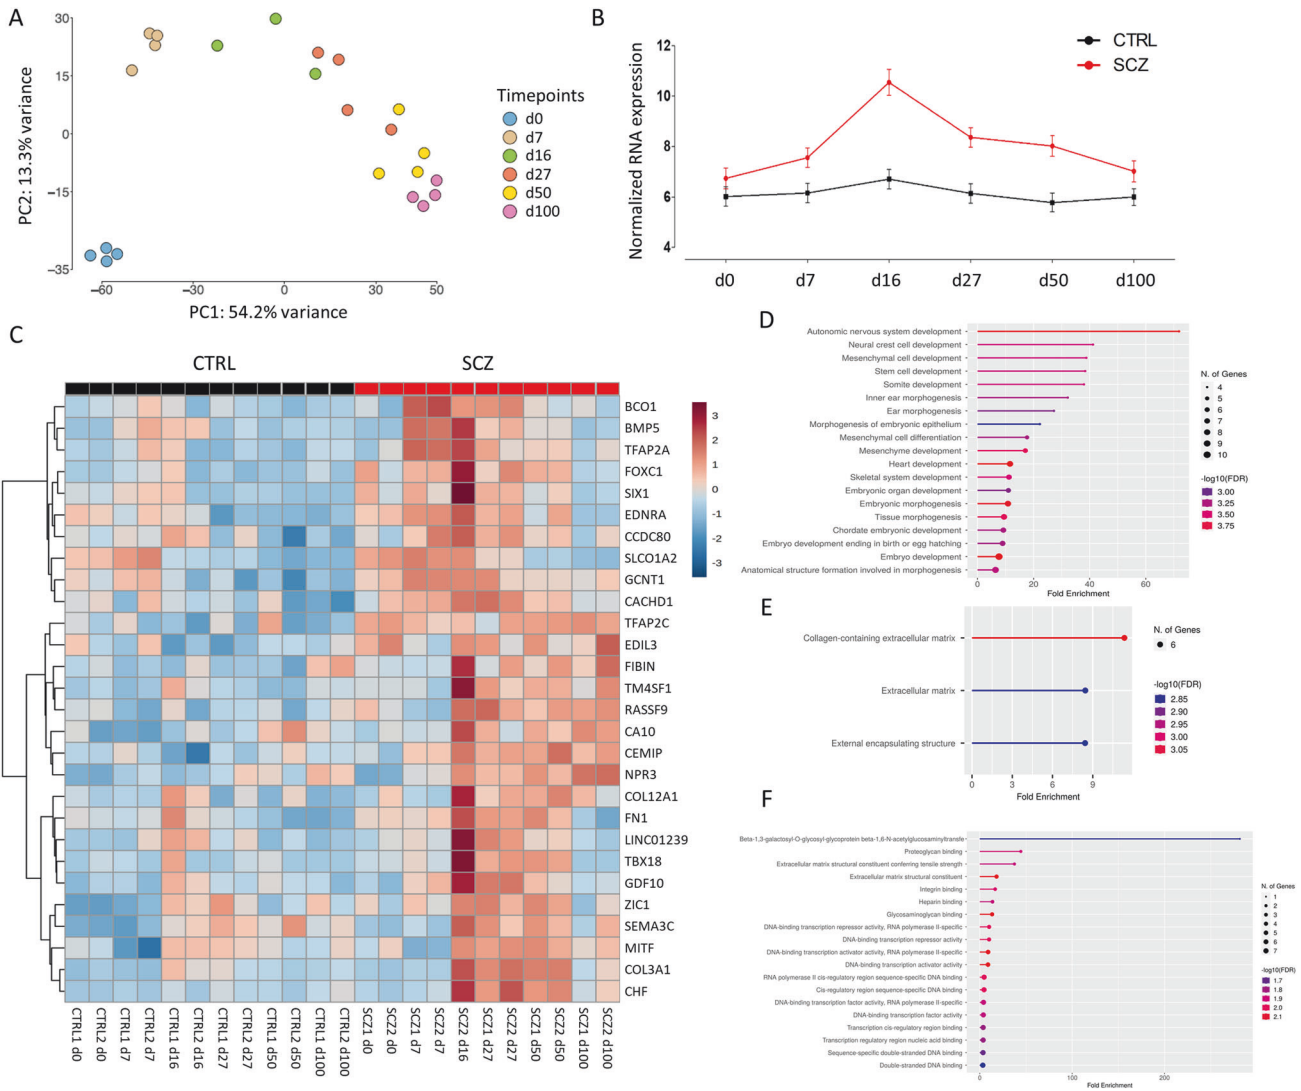 A
30
15
0
−15
−35
PC2: 13.3% variance
−60
−30
0
30
50
PC1: 54.2% variance
Timepoints
d0
d7
d16
d27
d50
d100
B
12
10
8
6
4
Normalized RNA expression
CTRL
SCZ
d0
d7
d16
d27
d50
d100
C
CTRL
SCZ
BCO1
BMP5
TFAP2A
FOXC1
SIX1
EDNRA
CCDC80
SLCO1A2
GCNT1
CACHD1
TFAP2C
EDIL3
FIBIN
TM4SF1
RASSF9
CA10
CEMIP
NPR3
COL12A1
FN1
LINC01239
TBX18
GDF10
ZIC1
SEMA3C
MITF
COL3A1
CHF
CTRL1 d0
CTRL2 d0
CTRL1 d7
CTRL2 d7
CTRL1 d16
CTRL2 d16
CTRL1 d27
CTRL2 d27
CTRL1 d50
CTRL2 d50
CTRL1 d100
CTRL2 d100
SCZ1 d0
SCZ2 d0
SCZ1 d7
SCZ2 d7
SCZ2 d16
SCZ1 d27
SCZ2 d27
SCZ1 d50
SCZ2 d50
SCZ1 d100
SCZ2 d100
3
2
1
0
-1
-2
-3
D
Autonomic nervous system development
Neural crest cell development
Mesenchymal cell development
Stem cell development
Somite development
Inner ear morphogenesis
Ear morphogenesis
Morphogenesis of embryonic epithelium
Mesenchymal cell differentiation
Mesenchyme development
Heart development
Skeletal system development
Embryonic organ development
Embryonic morphogenesis
Tissue morphogenesis
Chordate embryonic development
Embryo development ending in birth or egg hatching
Embryo development
Anatomical structure formation involved in morphogenesis
0
20
40
60
Fold Enrichment
N. of Genes
4
5
6
7
8
9
10
-log10(FDR)
3.00
3.25
3.50
3.75
E
Collagen-containing extracellular matrix
Extracellular matrix
External encapsulating structure
0
3
6
9
Fold Enrichment
N. of Genes
6
-log10(FDR)
2.85
2.90
2.95
3.00
3.05
F
Beta-1,3-galactosyl-O-glycosyl-glycoprotein beta-1,6-N-acetylglucosaminyltransfe
Proteoglycan binding
Extracellular matrix structural constituent conferring tensile strength
Extracellular matrix structural constituent
Integrin binding
Heparin binding
Glycosaminoglycan binding
DNA-binding transcription repressor activity, RNA polymerase II-specific
DNA-binding transcription repressor activity
DNA-binding transcription activator activity, RNA polymerase II-specific
DNA-binding transcription activator activity
RNA polymerase II cis-regulatory region sequence-specific DNA binding
Cis-regulatory region sequence-specific DNA binding
DNA-binding transcription factor activity, RNA polymerase II-specific
DNA-binding transcription factor activity
Transcription cis-regulatory region binding
Transcription regulatory region nucleic acid binding
Sequence-specific double-stranded DNA binding
Double-stranded DNA binding
0
100
200
Fold Enrichment
N. of Genes
1
2
3
4
5
6
7
-log10(FDR)
1.7
1.8
1.9
2.0
2.1